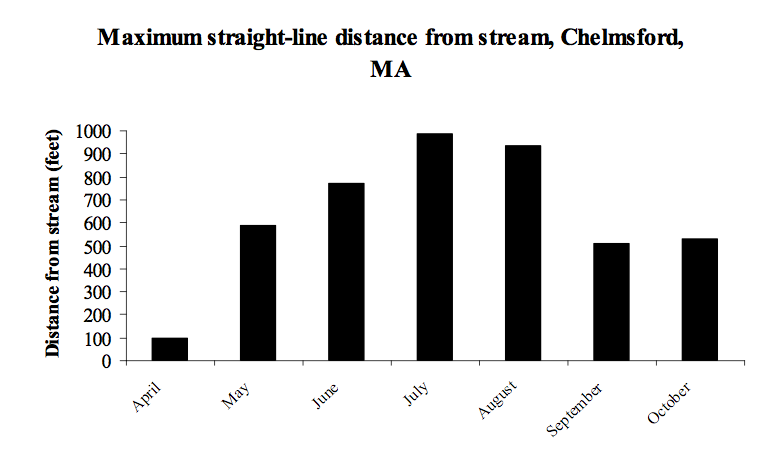 Maximum straight-line distance from stream, Chelmsford,
MA
Distance from stream (feet)
1000
900
800
700
600
500
400
300
200
100
0
April
May
June
July
August
September
October